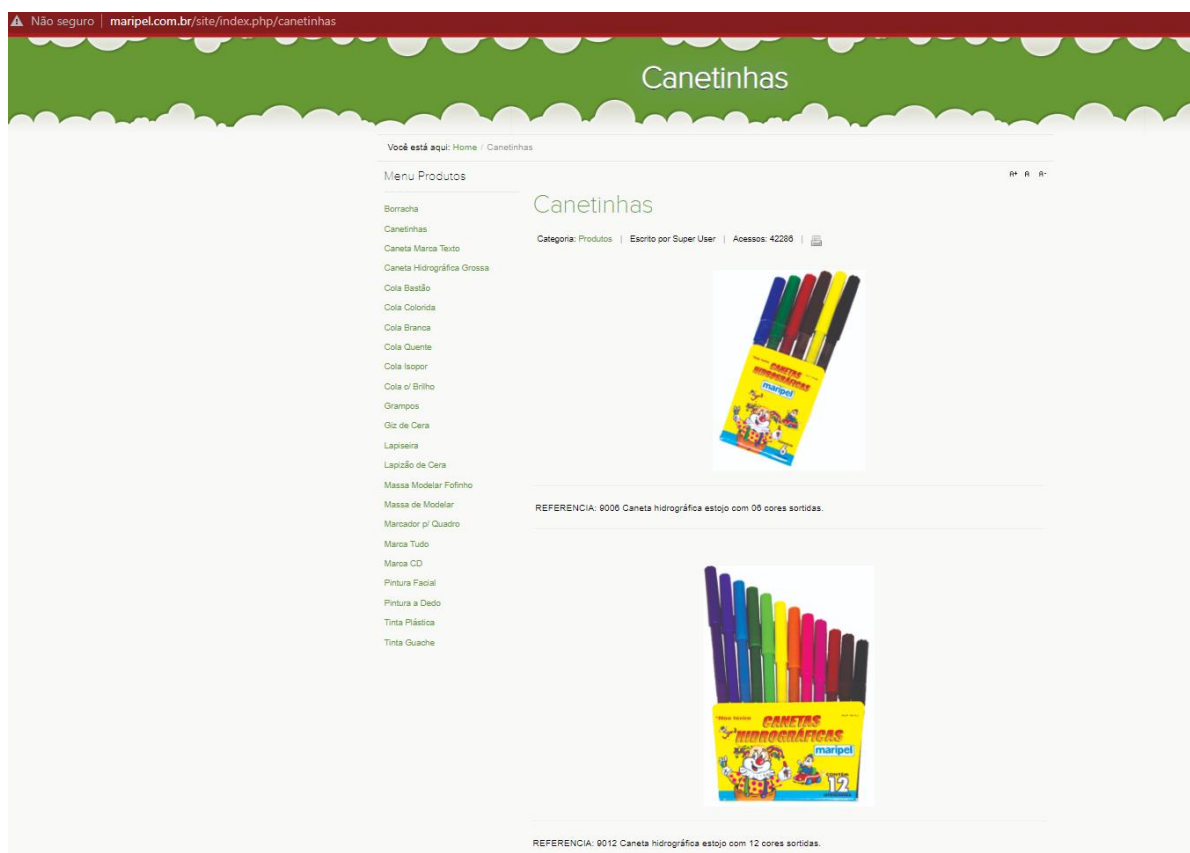 Não seguro | maripel.com.br/site/index.php/canetinhas
Canetinhas
Você está aqui: Home / Canetinhas
Menu Produtos
A+ A A-
Borracha
Canetinhas
Caneta Marca Texto
Caneta Hidrográfica Grossa
Cola Bastão
Cola Colorida
Cola Branca
Cola Quente
Cola Isopor
Cola c/ Brilho
Grampos
Giz de Cera
Lapiseira
Lapizão de Cera
Massa Modelar Fofinho
Massa de Modelar
Marcador p/ Quadro
Marca Tudo
Marca CD
Pintura Facial
Pintura a Dedo
Tinta Plástica
Tinta Guache
Canetinhas
Categoria: Produtos | Escrito por Super User | Acessos: 42286 |
CANETAS
HIDROGRÁFICAS
maripel
6
REFERENCIA: 9006 Caneta hidrográfica estojo com 06 cores sortidas.
CANETAS
HIDROGRÁFICAS
maripel
CONTÉM
12
REFERENCIA: 9012 Caneta hidrográfica estojo com 12 cores sortidas.